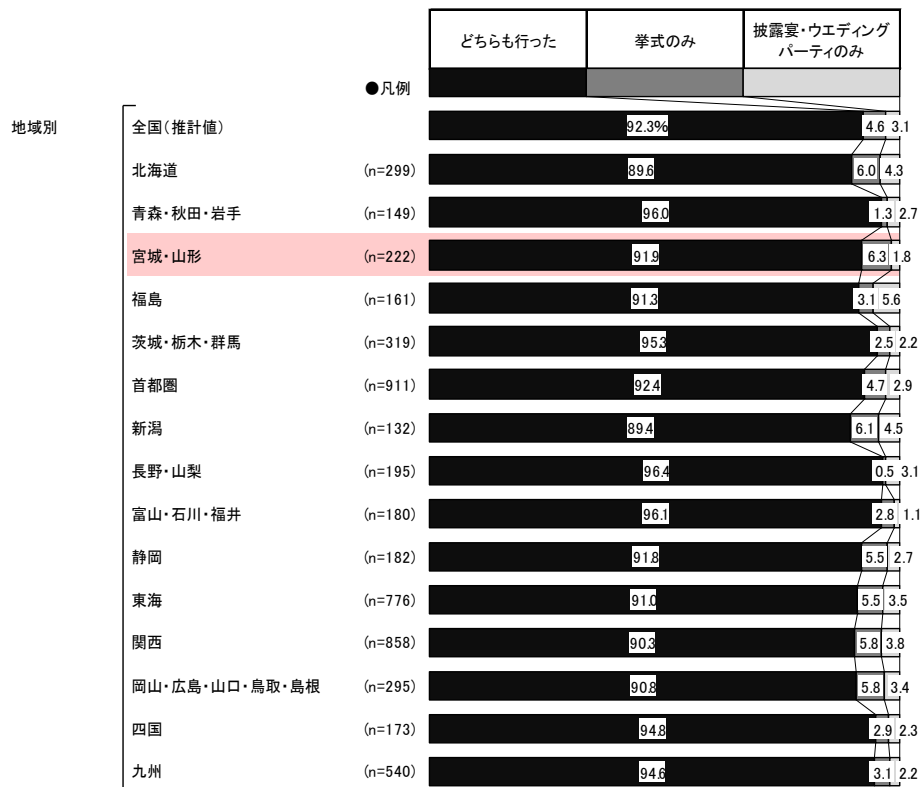 どちらも行った 挙式のみ 披露宴・ウエディング
パーティのみ
●凡例
地域別 全国(推計値) 92.3% 4.6 3.1
北海道 (n=299) 89.6 6.0 4.3
青森・秋田・岩手 (n=149) 96.0 1.3 2.7
宮城・山形 (n=222) 91.9 6.3 1.8
福島 (n=161) 91.3 3.1 5.6
茨城・栃木・群馬 (n=319) 95.3 2.5 2.2
首都圏 (n=911) 92.4 4.7 2.9
新潟 (n=132) 89.4 6.1 4.5
長野・山梨 (n=195) 96.4 0.5 3.1
富山・石川・福井 (n=180) 96.1 2.8 1.1
静岡 (n=182) 91.8 5.5 2.7
東海 (n=776) 91.0 5.5 3.5
関西 (n=858) 90.3 5.8 3.8
岡山・広島・山口・鳥取・島根 (n=295) 90.8 5.8 3.4
四国 (n=173) 94.8 2.9 2.3
九州 (n=540) 94.6 3.1 2.2